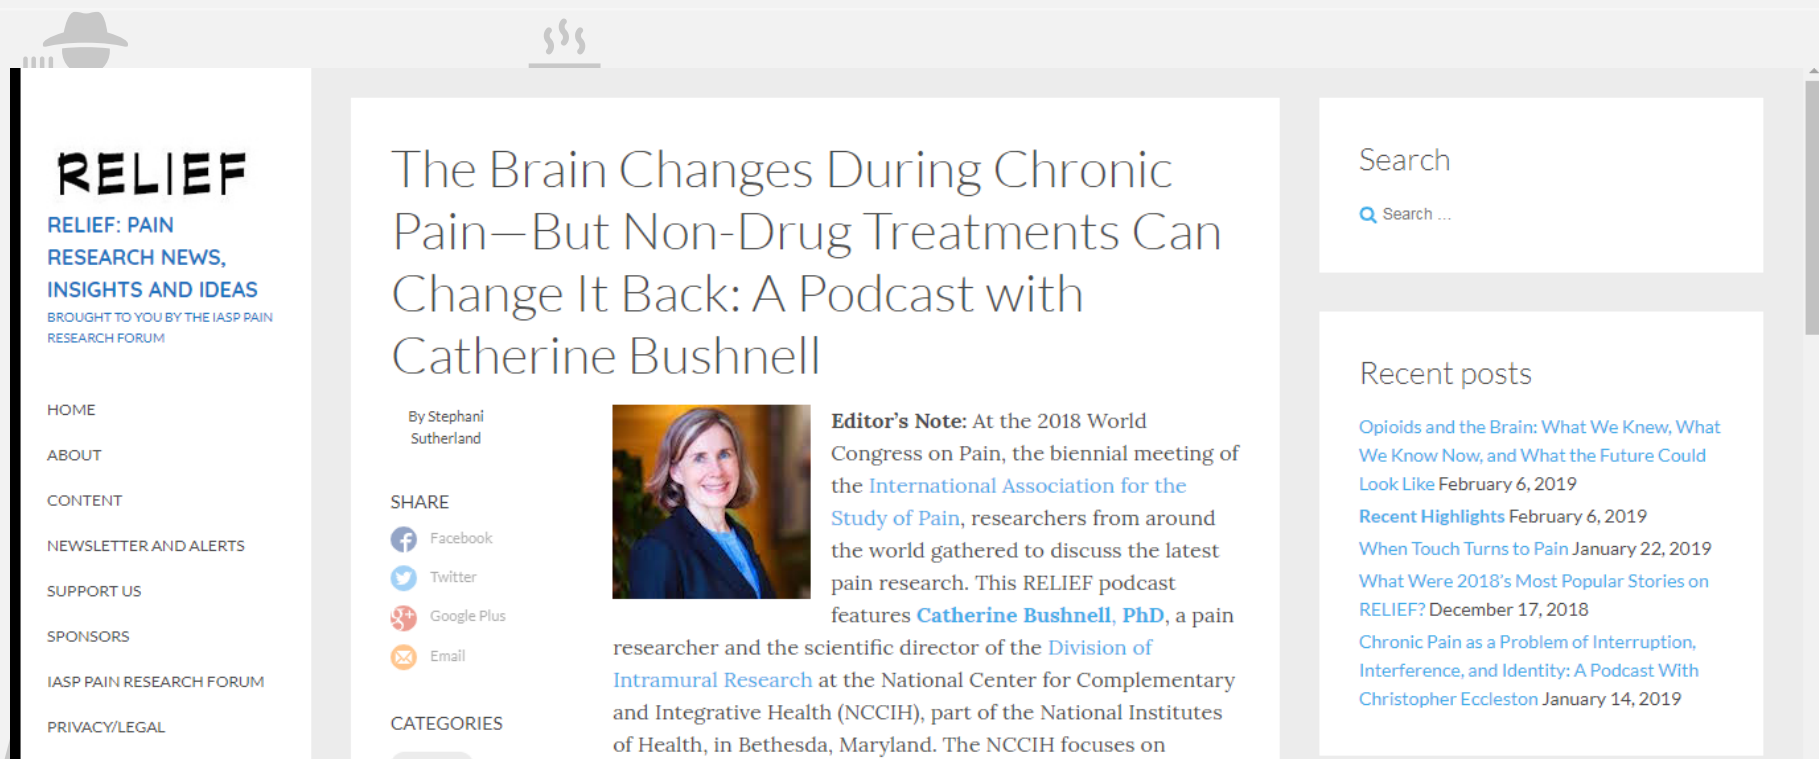 RELIEF
RELIEF: PAIN
RESEARCH NEWS,
INSIGHTS AND IDEAS
BROUGHT TO YOU BY THE IASP PAIN
RESEARCH FORUM
HOME
ABOUT
CONTENT
NEWSLETTER AND ALERTS
SUPPORT US
SPONSORS
IASP PAIN RESEARCH FORUM
PRIVACY/LEGAL
The Brain Changes During Chronic
Pain—But Non-Drug Treatments Can
Change It Back: A Podcast with
Catherine Bushnell
By Stephani
Sutherland
SHARE
Facebook
Twitter
Google Plus
Email
CATEGORIES
Editor's Note: At the 2018 World
Congress on Pain, the biennial meeting of
the International Association for the
Study of Pain, researchers from around
the world gathered to discuss the latest
pain research. This RELIEF podcast
features Catherine Bushnell, PhD, a pain
researcher and the scientific director of the Division of
Intramural Research at the National Center for Complementary
and Integrative Health (NCCIH), part of the National Institutes
of Health, in Bethesda, Maryland. The NCCIH focuses on
Search
Search ...
Recent posts
Opioids and the Brain: What We Knew, What
We Know Now, and What the Future Could
Look Like February 6, 2019
Recent Highlights February 6, 2019
When Touch Turns to Pain January 22, 2019
What Were 2018's Most Popular Stories on
RELIEF? December 17, 2018
Chronic Pain as a Problem of Interruption,
Interference, and Identity: A Podcast With
Christopher Eccleston January 14, 2019